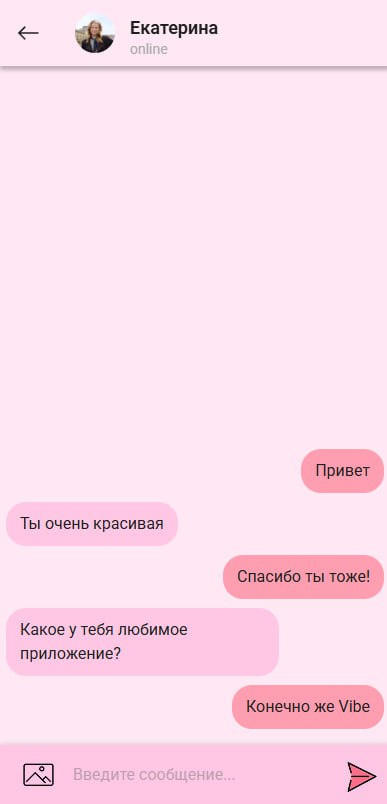 Екатерина
online
Привет
Ты очень красивая
Спасибо ты тоже!
Какое у тебя любимое
приложение?
Конечно же Vibe
Введите сообщение...